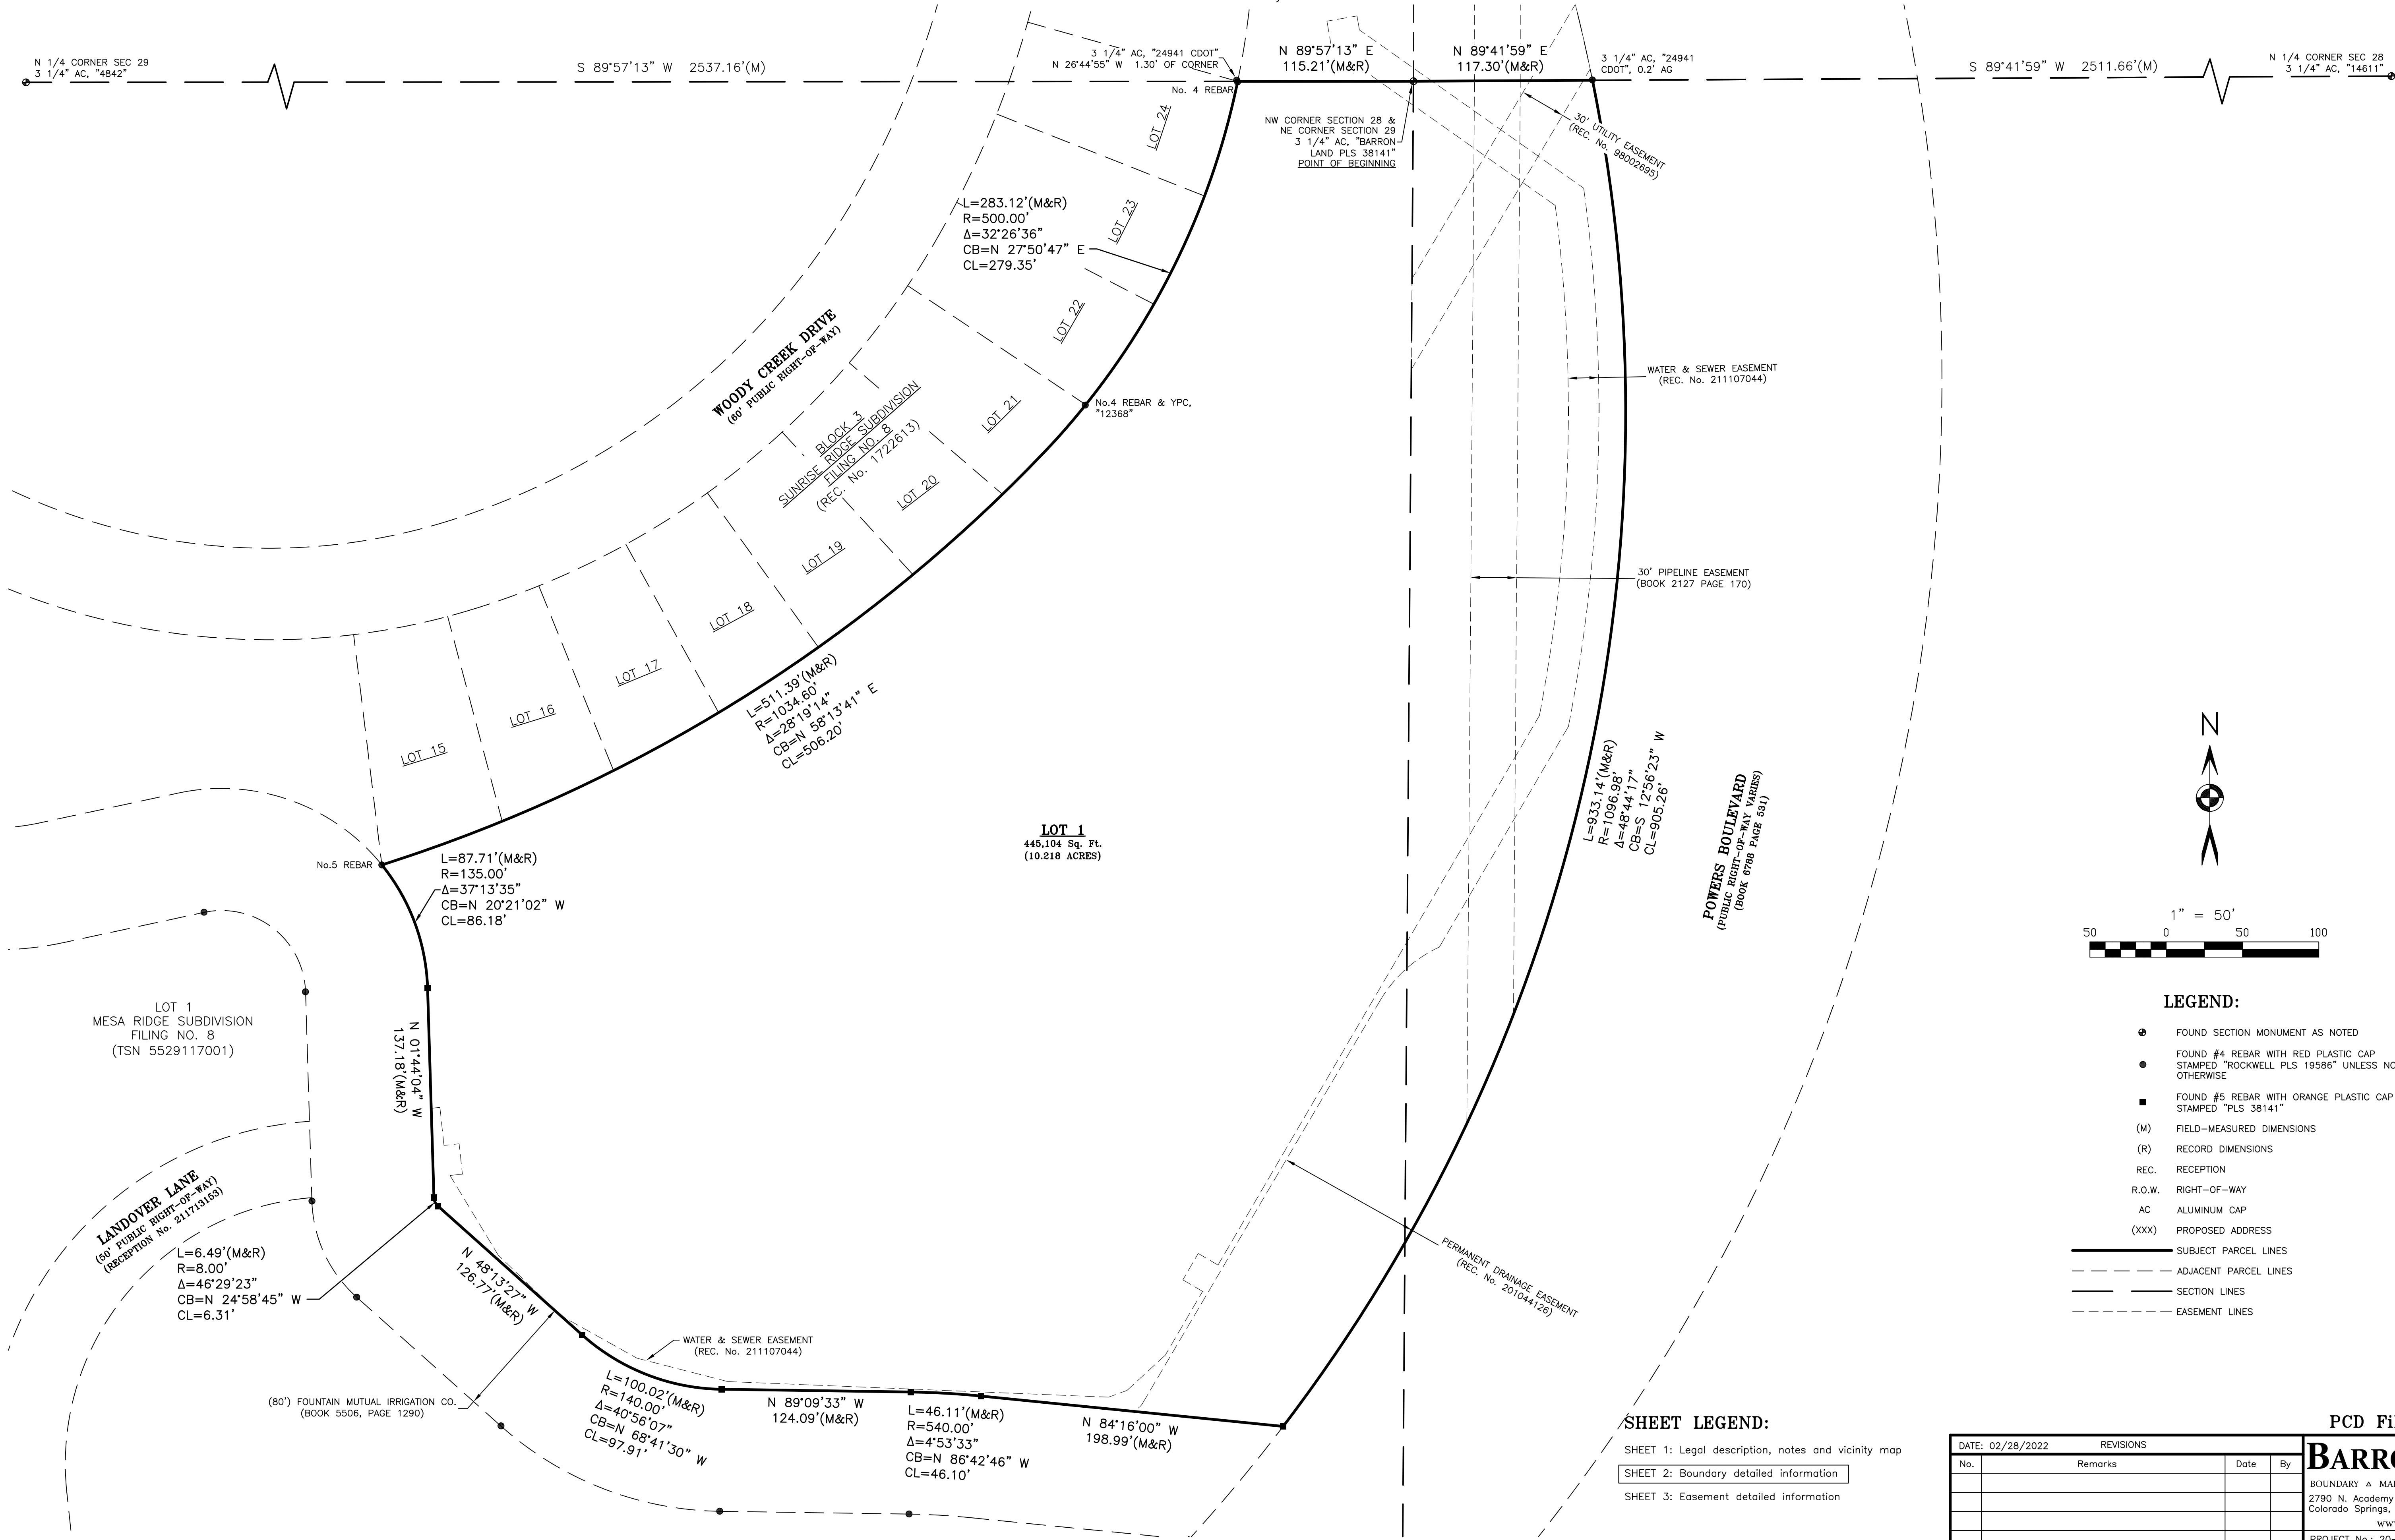 N 1/4 CORNER SEC 29
3 1/4" AC, "4842"
S 89°57'13" W 2537.16'(M)
3 1/4" AC, "24941 CDOT"
N 26°44'55" W 1.30' OF CORNER
No. 4 REBAR
N 89°57'13" E
115.21'(M&R)
N 89°41'59" E
117.30'(M&R)
3 1/4" AC, "24941
CDOT", 0.2' AG
S 89°41'59" W 2511.66'(M)
N 1/4 CORNER SEC 28
3 1/4" AC, "14611"
NW CORNER SECTION 28 &
NE CORNER SECTION 29
3 1/4" AC, "BARRON
LAND PLS 38141"
POINT OF BEGINNING
30' UTILITY EASEMENT
(REC. No. 98002695)
LOT 24
LOT 23
LOT 22
LOT 21
LOT 20
LOT 19
LOT 18
LOT 17
LOT 16
LOT 15
L=283.12'(M&R)
R=500.00'
Δ=32°26'36"
CB=N 27°50'47" E
CL=279.35'
WOODY CREEK DRIVE
(60' PUBLIC RIGHT-OF-WAY)
BLOCK 3
SUNRISE RIDGE SUBDIVISION
FILING NO. 8
(REC. No. 1722613)
No.4 REBAR & YPC,
"12368"
WATER & SEWER EASEMENT
(REC. No. 211107044)
30' PIPELINE EASEMENT
(BOOK 2127 PAGE 170)
L=511.39'(M&R)
R=1034.60'
Δ=28°19'14"
CB=N 58°13'41" E
CL=506.20'
L=933.14'(M&R)
R=1096.98'
Δ=48°44'17"
CB=S 12°56'23" W
CL=905.26'
POWERS BOULEVARD
(PUBLIC RIGHT-OF-WAY VARIES)
(BOOK 6788 PAGE 531)
LOT 1
445,104 Sq. Ft.
(10.218 ACRES)
No.5 REBAR
L=87.71'(M&R)
R=135.00'
Δ=37°13'35"
CB=N 20°21'02" W
CL=86.18'
LOT 1
MESA RIDGE SUBDIVISION
FILING NO. 8
(TSN 5529117001)
N 01°44'04" W
137.18'(M&R)
LANDOVER LANE
(50' PUBLIC RIGHT-OF-WAY)
(RECEPTION No. 211713153)
L=6.49'(M&R)
R=8.00'
Δ=46°29'23"
CB=N 24°58'45" W
CL=6.31'
N 48°13'27" W
126.77'(M&R)
WATER & SEWER EASEMENT
(REC. No. 211107044)
(80') FOUNTAIN MUTUAL IRRIGATION CO.
(BOOK 5506, PAGE 1290)
L=100.02'(M&R)
R=140.00'
Δ=40°56'07"
CB=N 68°41'30" W
CL=97.91'
N 89°09'33" W
124.09'(M&R)
L=46.11'(M&R)
R=540.00'
Δ=4°53'33"
CB=N 86°42'46" W
CL=46.10'
N 84°16'00" W
198.99'(M&R)
PERMANENT DRAINAGE EASEMENT
(REC. No. 201044126)
N
1" = 50'
50 0 50 100
LEGEND:
FOUND SECTION MONUMENT AS NOTED
FOUND #4 REBAR WITH RED PLASTIC CAP
STAMPED "ROCKWELL PLS 19586" UNLESS NO
OTHERWISE
FOUND #5 REBAR WITH ORANGE PLASTIC CAP
STAMPED "PLS 38141"
(M) FIELD-MEASURED DIMENSIONS
(R) RECORD DIMENSIONS
REC. RECEPTION
R.O.W. RIGHT-OF-WAY
AC ALUMINUM CAP
(XXX) PROPOSED ADDRESS
SUBJECT PARCEL LINES
ADJACENT PARCEL LINES
SECTION LINES
EASEMENT LINES
SHEET LEGEND:
SHEET 1: Legal description, notes and vicinity map
SHEET 2: Boundary detailed information
SHEET 3: Easement detailed information
PCD Fi
DATE: 02/28/2022 REVISIONS
No. Remarks Date By
BARR
BOUNDARY △ MA
2790 N. Academy
Colorado Springs,
ww
PROJECT No.: 20-